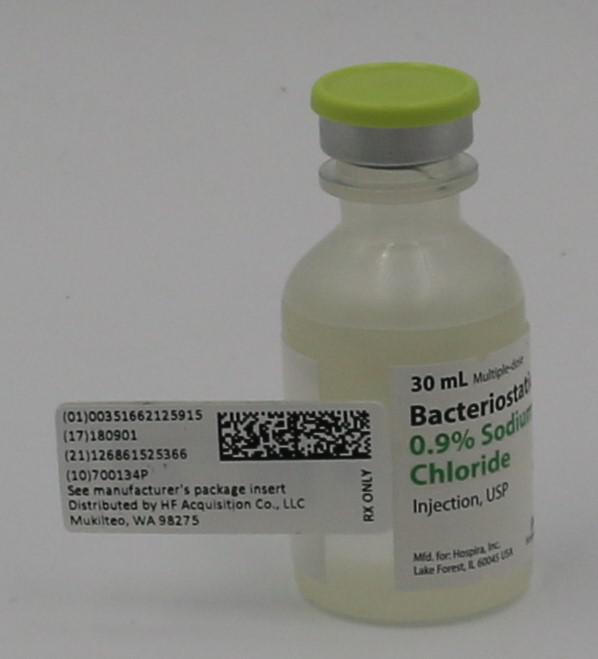 (01)00351662125915
(17)180901
(21)126861525366
(10)700134P
See manufacturer's package insert
Distributed by HF Acquisition Co., LLC
Mukilteo, WA 98275
RX ONLY
30 mL Multiple-dose
Bacteriostati
0.9% Sodium
Chloride
Injection, USP
Mfd. for: Hospira, Inc.
Lake Forest, IL 60045 USA